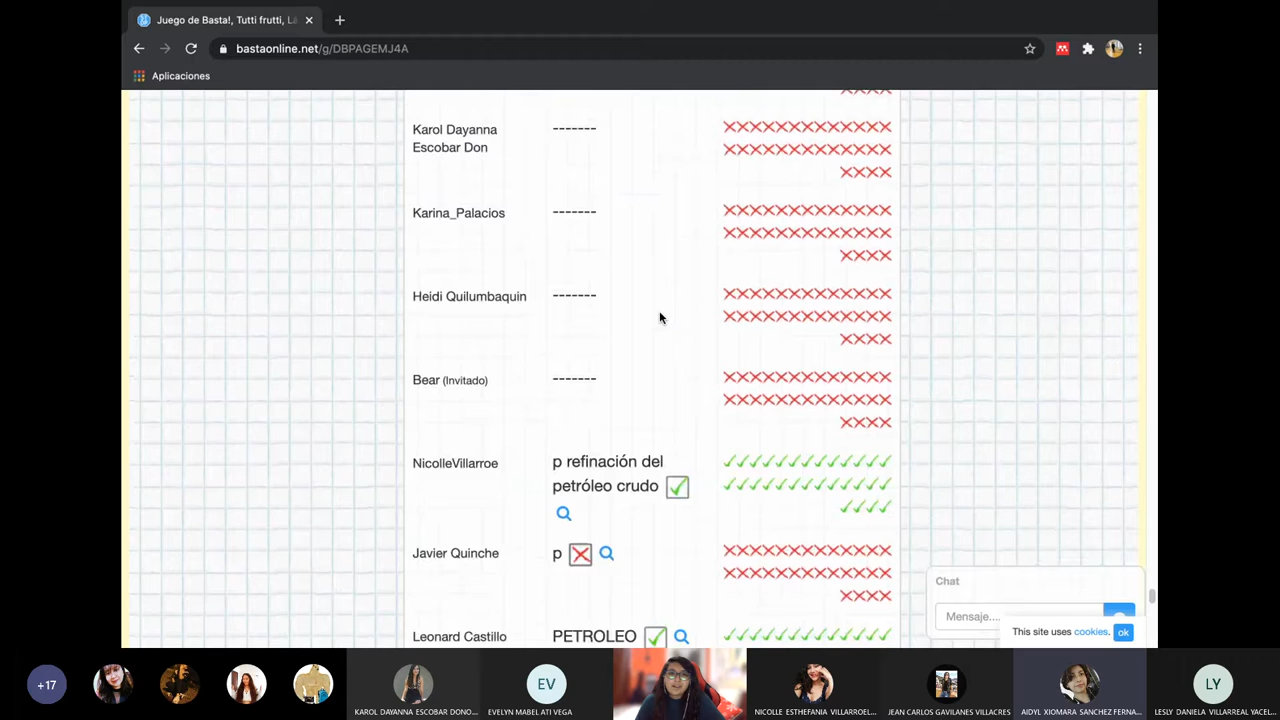 Juego de Basta!, Tutti frutti, Lá
bastaonline.net/g/DBPAGEMJ4A
Aplicaciones
Karol Dayanna
Escobar Don
-------
Karina_Palacios
-------
Heidi Quilumbaquin
-------
Bear (Invitado)
-------
NicolleVillarroe
p refinación del
petróleo crudo
Javier Quinche
p
Leonard Castillo
PETROLEO
Chat
Mensaje....
This site uses cookies.
ok
+17
KAROL DAYANNA ESCOBAR DONO...
EV
EVELYN MABEL ATI VEGA
NICOLLE ESTHEFANIA VILLARROEL...
JEAN CARLOS GAVILANES VILLACRES
AIDYL XIOMARA SANCHEZ FERNA...
LY
LESLY DANIELA VILLARREAL YACEL...